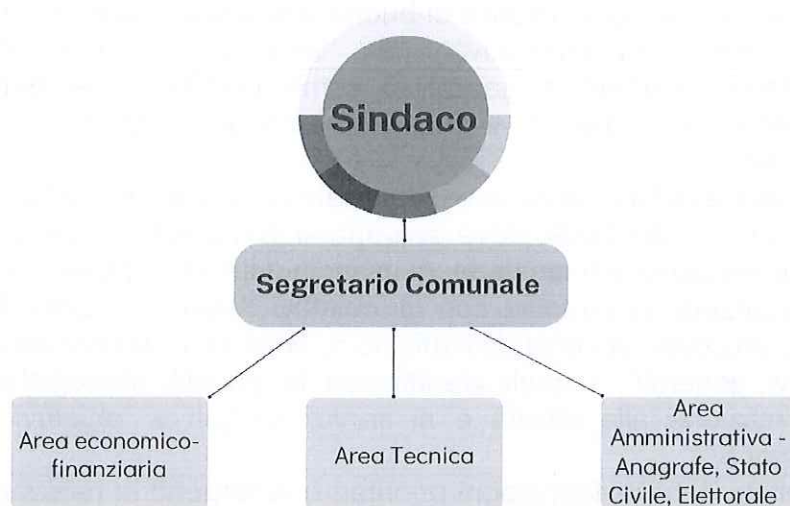 Sindaco
Segretario Comunale
Area economico-
finanziaria
Area Tecnica
Area
Amministrativa -
Anagrafe, Stato
Civile, Elettorale